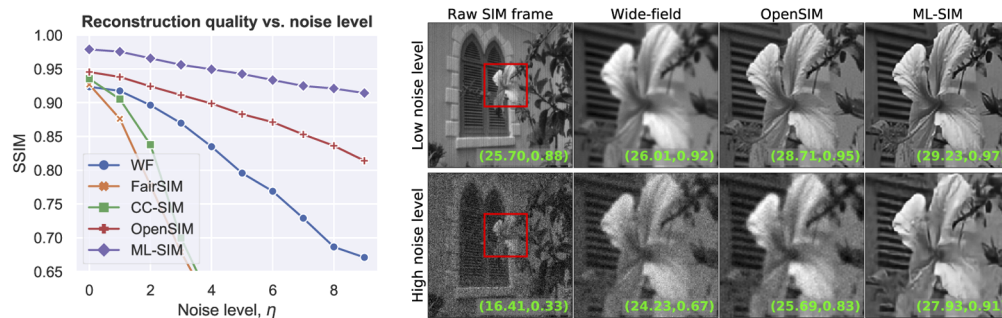 Reconstruction quality vs. noise level
1.00
0.95
0.90
0.85
0.80
0.75
0.70
0.65
SSIM
WF
FairSIM
CC-SIM
OpenSIM
ML-SIM
0 2 4 6 8
Noise level, η
Raw SIM frame Wide-field OpenSIM ML-SIM
Low noise level
(25.70,0.88) (26.01,0.92) (28.71,0.95) (29.23,0.97
High noise level
(16.41,0.33) (24.23,0.67) (25.69,0.83) (27.93,0.91